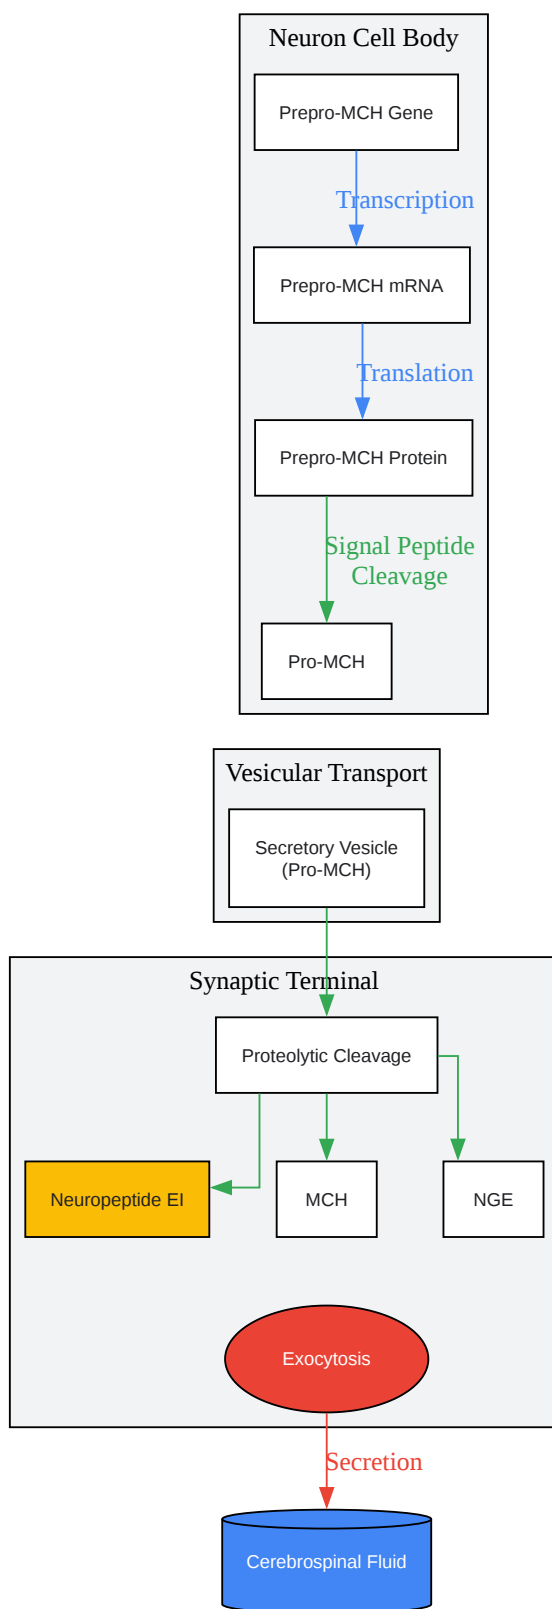 Neuron Cell Body
Prepro-MCH Gene
Transcription
Prepro-MCH mRNA
Translation
Prepro-MCH Protein
Signal Peptide
Cleavage
Pro-MCH
Vesicular Transport
Secretory Vesicle
(Pro-MCH)
Synaptic Terminal
Proteolytic Cleavage
Neuropeptide EI
MCH
NGE
Exocytosis
Secretion
Cerebrospinal Fluid